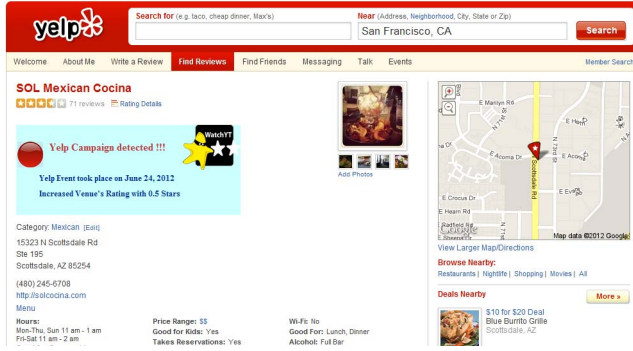 yelp
Search for (e.g. taco, cheap dinner, Max's)
Near (Address, Neighborhood, City, State or Zip)
San Francisco, CA
Search
Welcome About Me Write a Review Find Reviews Find Friends Messaging Talk Events Member Search
SOL Mexican Cocina
71 reviews Rating Details
WatchYT
Yelp Campaign detected !!!
Yelp Event took place on June 24, 2012
Increased Venue's Rating with 0.5 Stars
Add Photos
Category: Mexican [Edit]
15323 N Scottsdale Rd
Ste 195
Scottsdale, AZ 85254
(480) 245-6708
http://solcocina.com
Menu
Hours:
Mon-Thu, Sun 11 am - 1 am
Fri-Sat 11 am - 2 am
Price Range: $$
Good for Kids: Yes
Takes Reservations: Yes
Wi-Fi: No
Good For: Lunch, Dinner
Alcohol: Full Bar
Blvd
E Marilyn Rd
N 71st St
E Acoma Dr
N 73rd St
E Acoma
Scottsdale Rd
E Crocus Dr
E Hearn Rd
Google
Map data ©2012 Google
View Larger Map/Directions
Browse Nearby:
Restaurants | Nightlife | Shopping | Movies | All
Deals Nearby
More »
$10 for $20 Deal
Blue Burrito Grille
Scottsdale, AZ